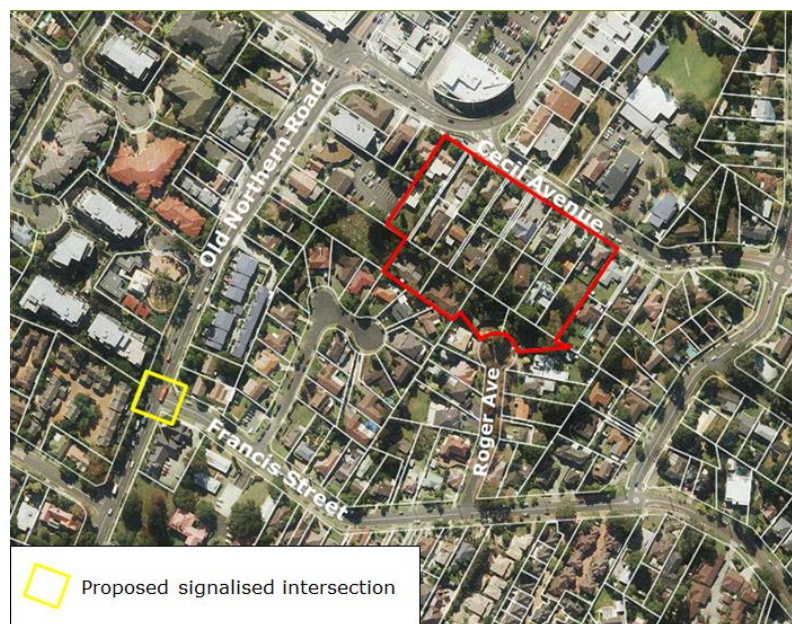 Old Northern Road
Cecil Avenue
Roger Ave
Francis Street
Proposed signalised intersection